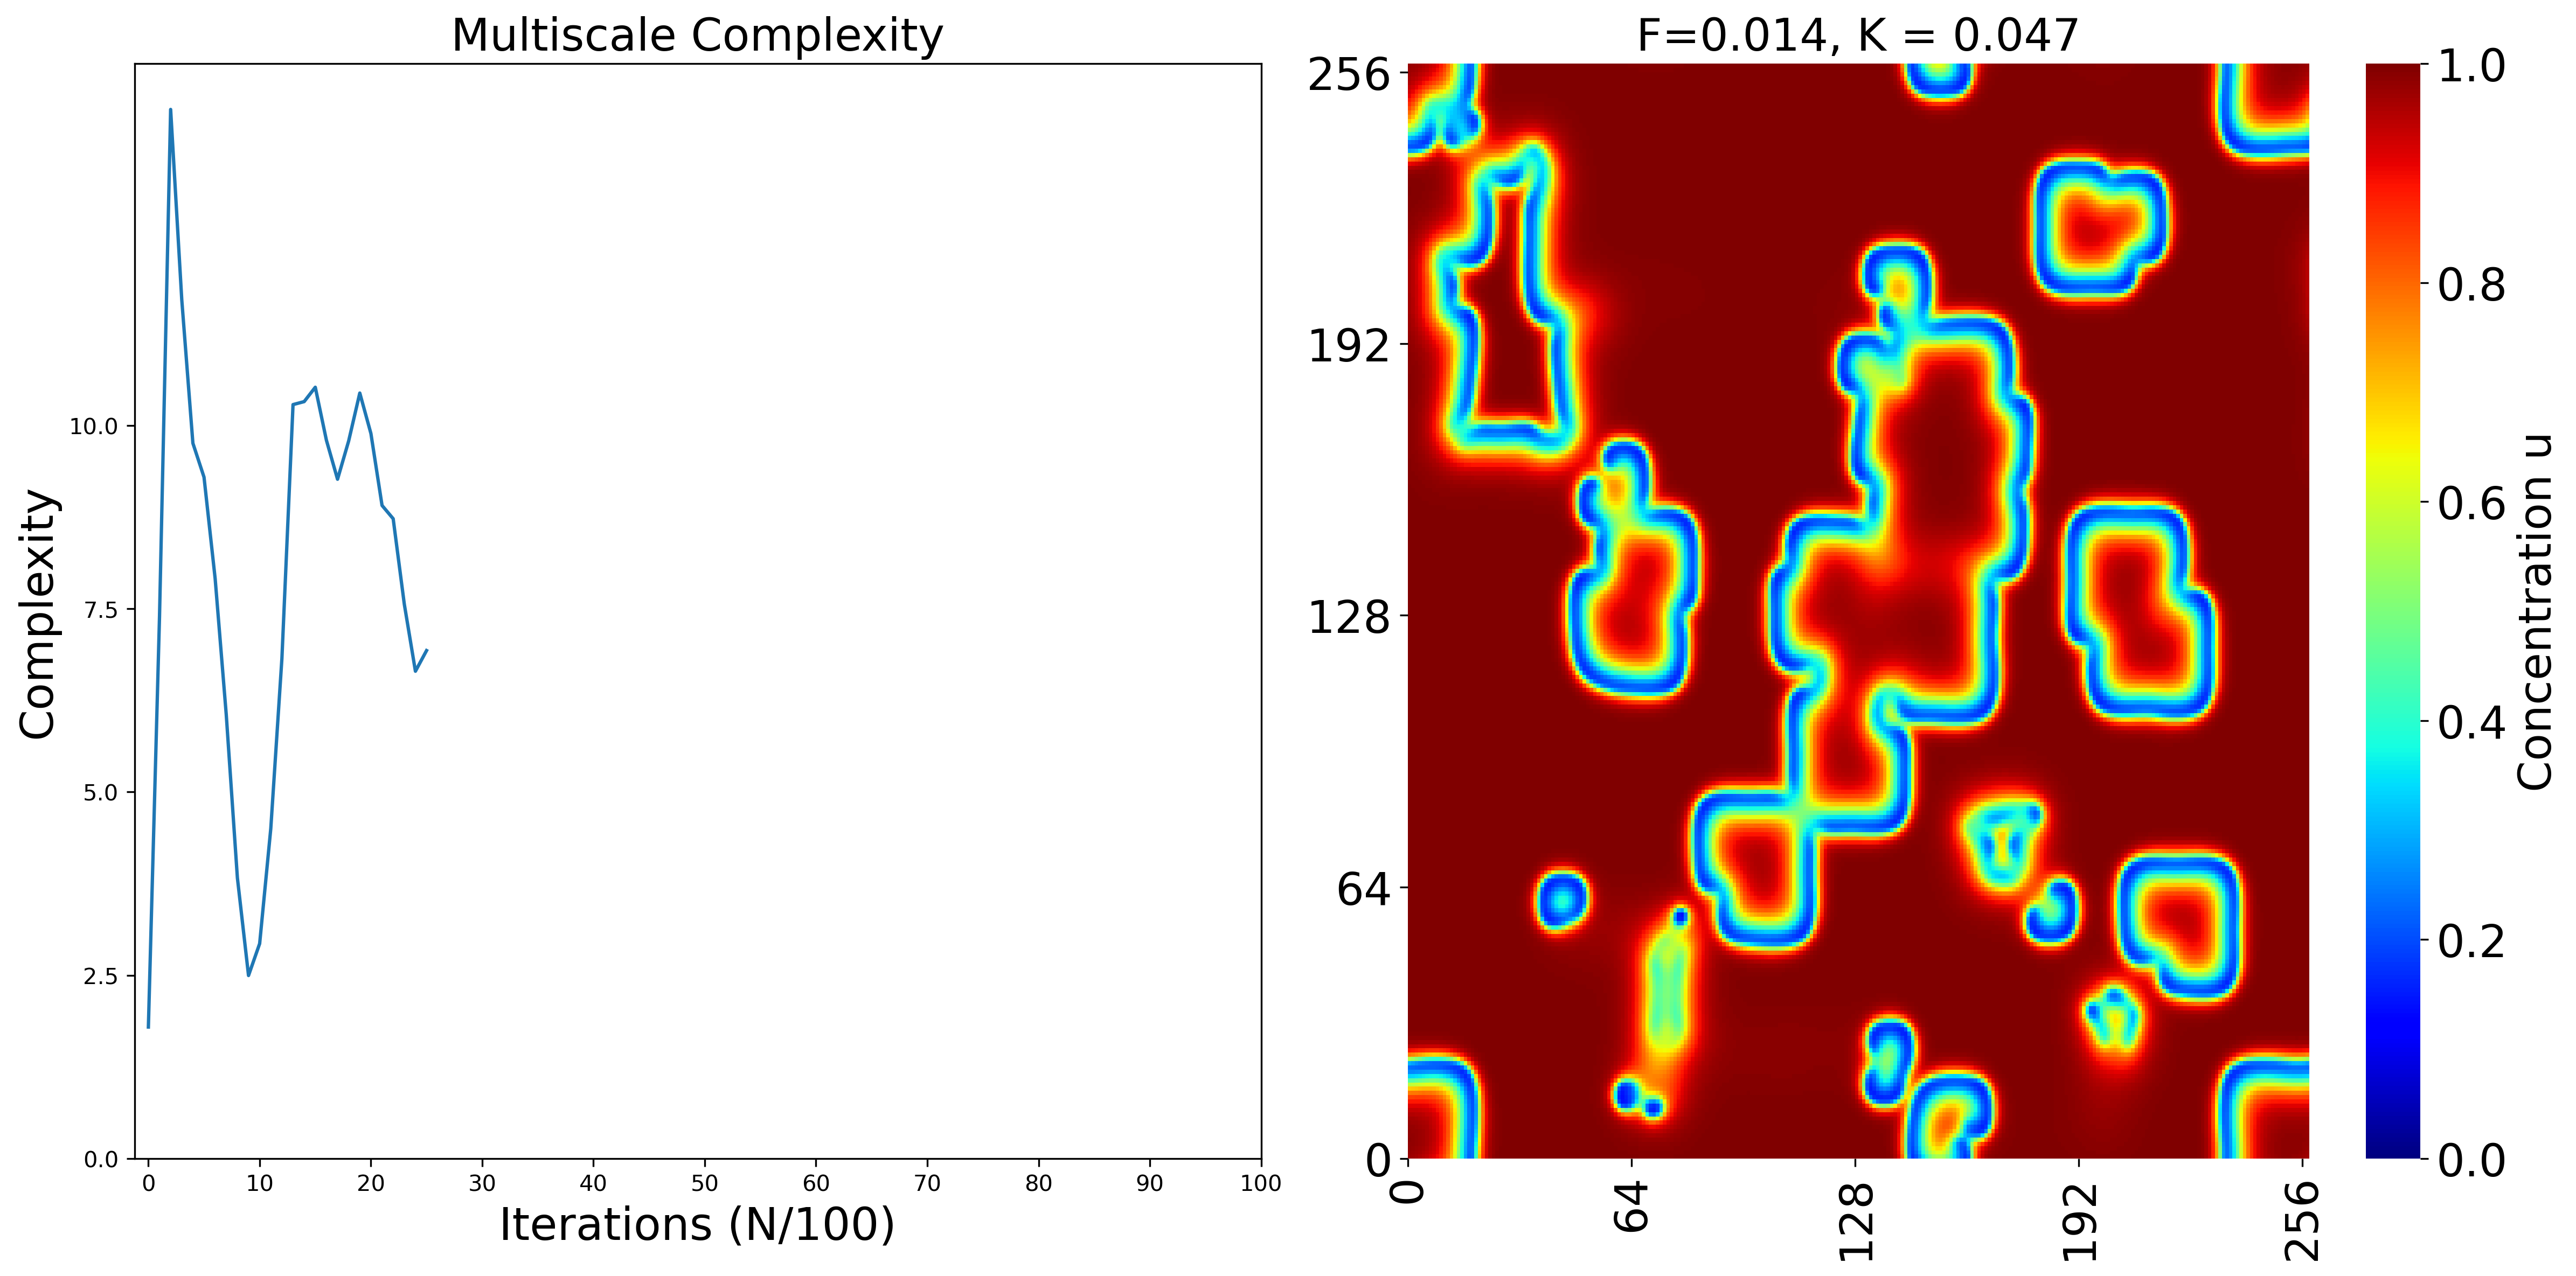 Multiscale Complexity
Complexity
10.0
7.5
5.0
2.5
0.0
0 10 20 30 40 50 60 70 80 90 100
Iterations (N/100)
F=0.014, K = 0.047
256
192
128
64
0
0 64 128 192 256
1.0
0.8
0.6
0.4
0.2
0.0
Concentration u